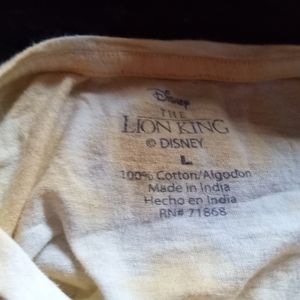 Disney
THE
LION KING
© DISNEY
L
100% Cotton/Algodon
Made in India
Hecho en India
RN# 71868